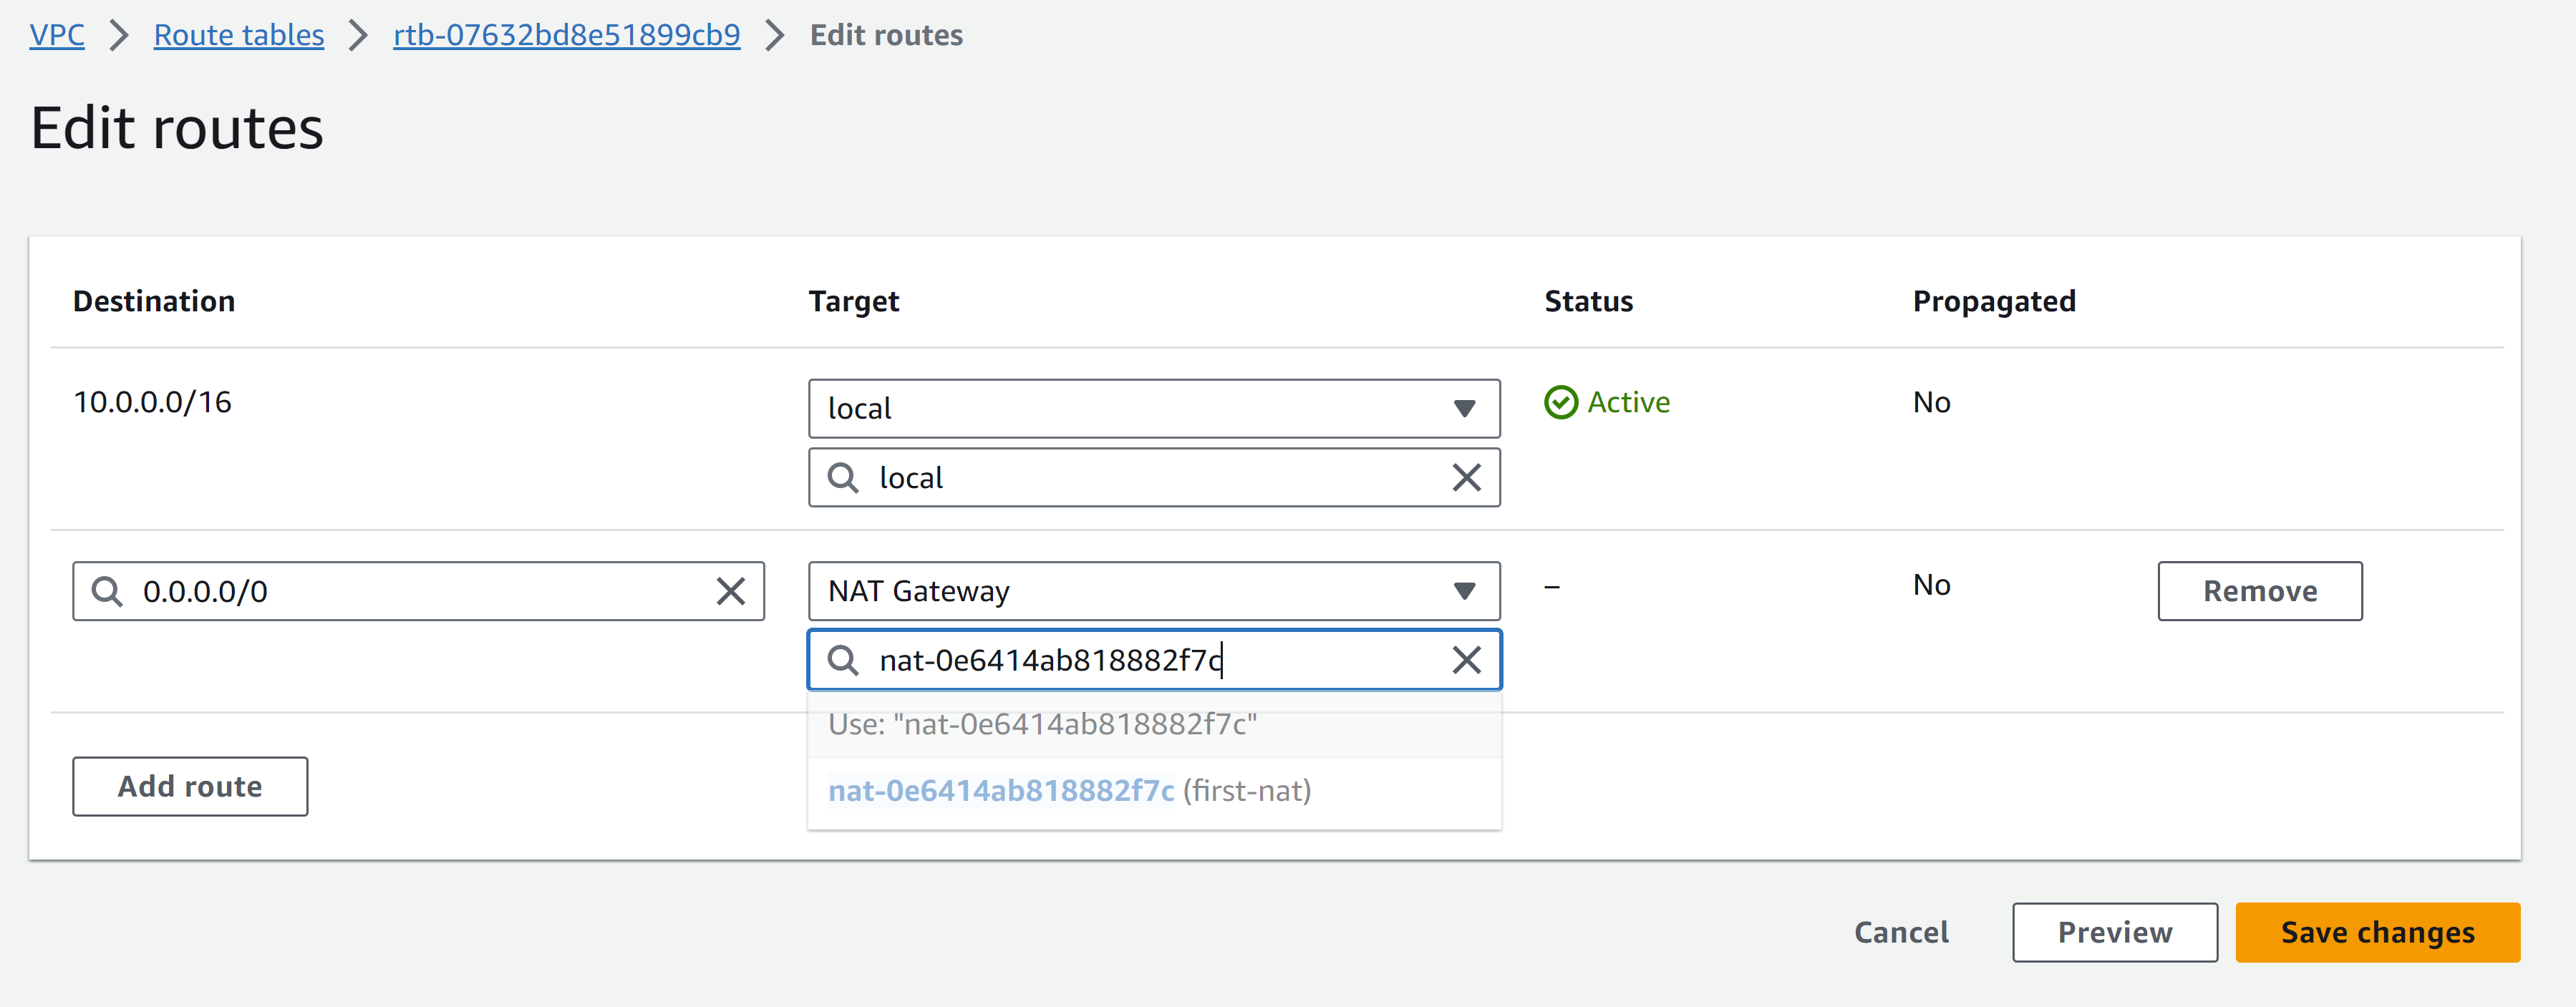 VPC > Route tables > rtb-07632bd8e51899cb9 > Edit routes
Edit routes
Destination Target Status Propagated
10.0.0.0/16 local Active No
local
0.0.0.0/0 NAT Gateway – No Remove
nat-0e6414ab818882f7c
Use: "nat-0e6414ab818882f7c"
Add route nat-0e6414ab818882f7c (first-nat)
Cancel Preview Save changes